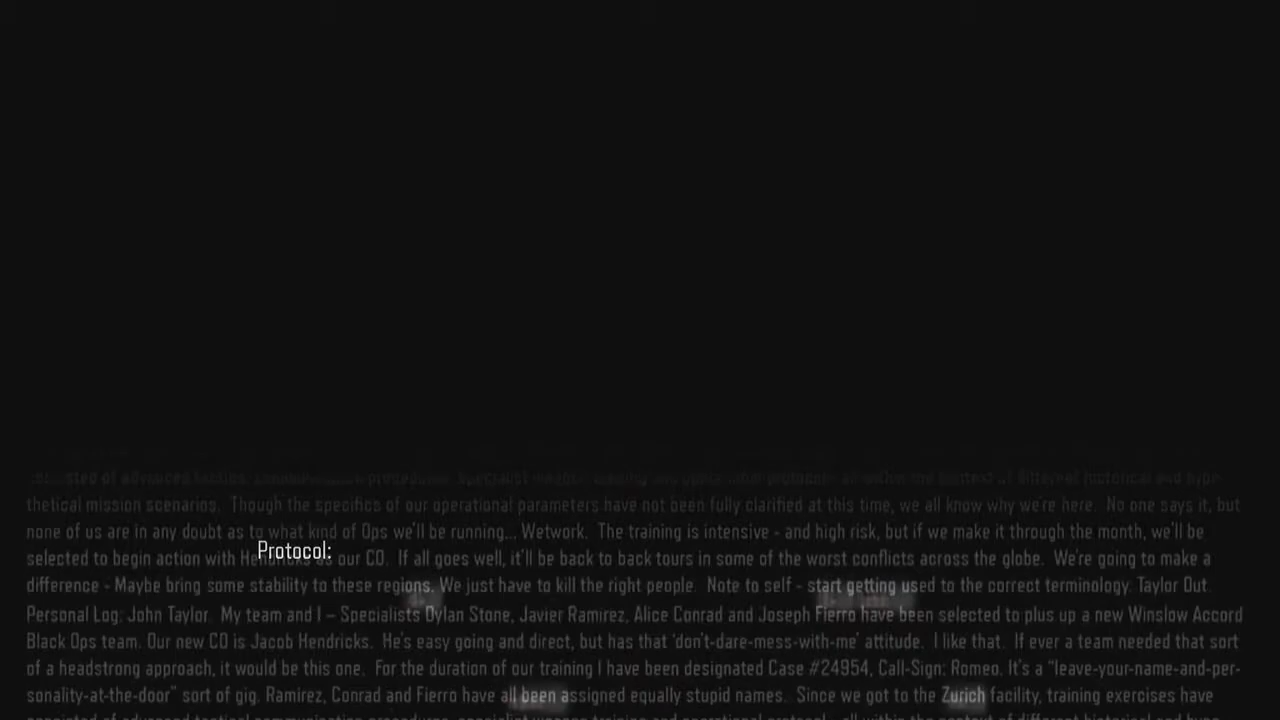 of advanced
thetical mission scenarios. Though the specifics of our operational parameters have not been fully clarified at this time, we all know why we're here. No one says it, but
none of us are in any doubt as to what kind of Ops we'll be running... Wetwork. The training is intensive - and high risk, but if we make it through the month, we'll be
Protocol:
selected to begin action with Hendricks as our CO. If all goes well, it'll be back to back tours in some of the worst conflicts across the globe. We're going to make a
difference - Maybe bring some stability to these regions. We just have to kill the right people. Note to self - start getting used to the correct terminology. Taylor Out.
Personal Log: John Taylor. My team and I – Specialists Dylan Stone, Javier Ramirez, Alice Conrad and Joseph Fierro have been selected to plus up a new Winslow Accord
Black Ops team. Our new CO is Jacob Hendricks. He's easy going and direct, but has that 'don't-dare-mess-with-me' attitude. I like that. If ever a team needed that sort
of a headstrong approach, it would be this one. For the duration of our training I have been designated Case #24954, Call-Sign: Romeo. It's a “leave-your-name-and-per-
sonality-at-the-door” sort of gig. Ramirez, Conrad and Fierro have all been assigned equally stupid names. Since we got to the Zurich facility, training exercises have